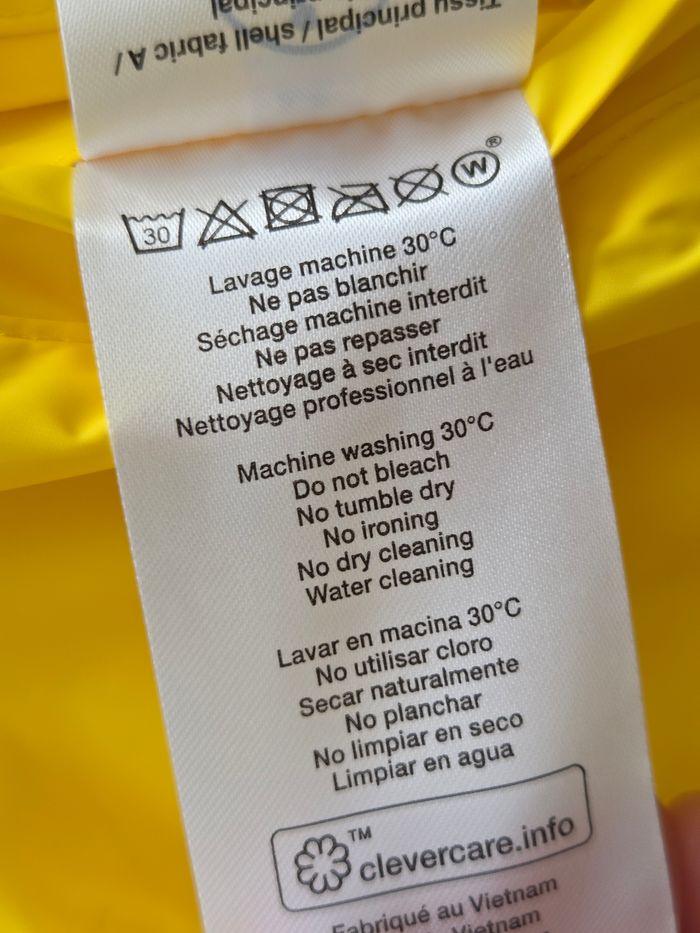 Tissu principal / shell fabric A /
30
W®
Lavage machine 30°C
Ne pas blanchir
Séchage machine interdit
Ne pas repasser
Nettoyage à sec interdit
Nettoyage professionnel à l'eau
Machine washing 30°C
Do not bleach
No tumble dry
No ironing
No dry cleaning
Water cleaning
Lavar en macina 30°C
No utilisar cloro
Secar naturalmente
No planchar
No limpiar en seco
Limpiar en agua
™ clevercare.info
Fabriqué au Vietnam
Vietnam